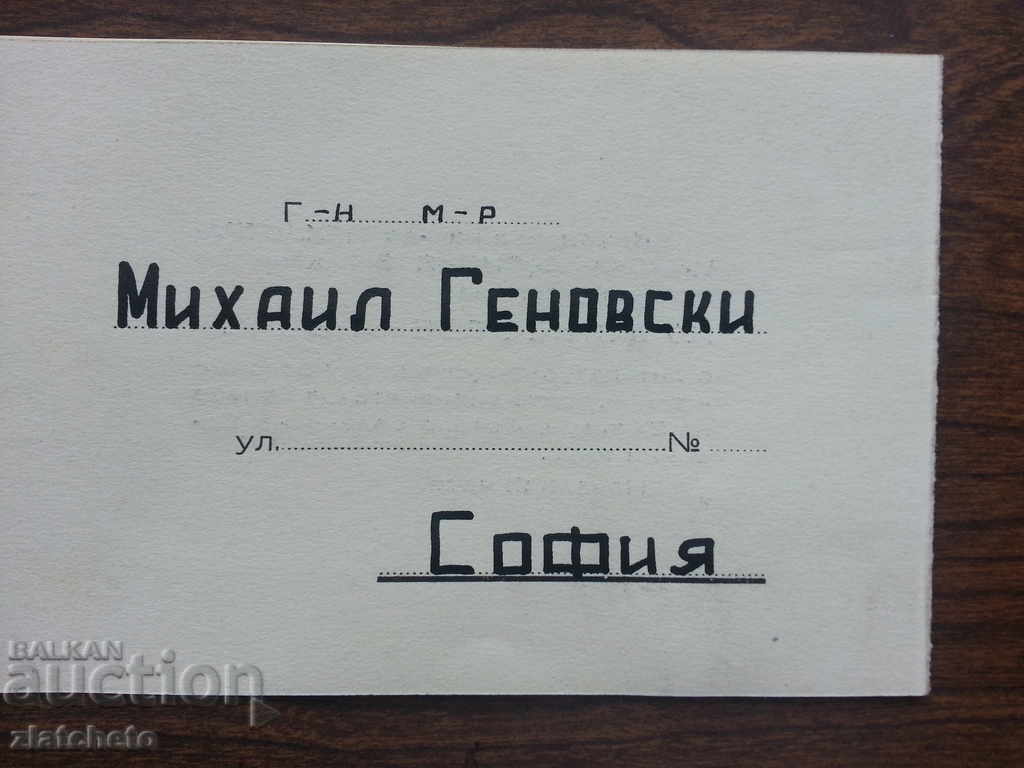 Г-Н М-Р
МИХАИЛ ГЕНОВСКИ
ул. №
СОФИЯ
BALKAN
auction
zlatcheto